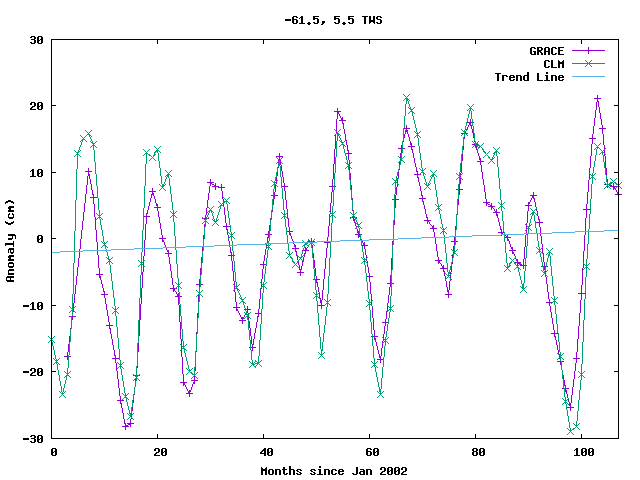 -61.5, 5.5 TWS
30
20
10
0
-10
-20
-30
Anomaly (cm)
GRACE
CLM
Trend Line
0 20 40 60 80 100
Months since Jan 2002